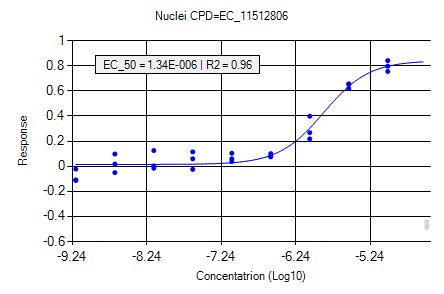 Nuclei CPD=EC_11512806
EC_50 = 1.34E-006 | R2 = 0.96
Response
1
0.8
0.6
0.4
0.2
0
-0.2
-0.4
-0.6
-9.24 -8.24 -7.24 -6.24 -5.24
Concentatrion (Log10)